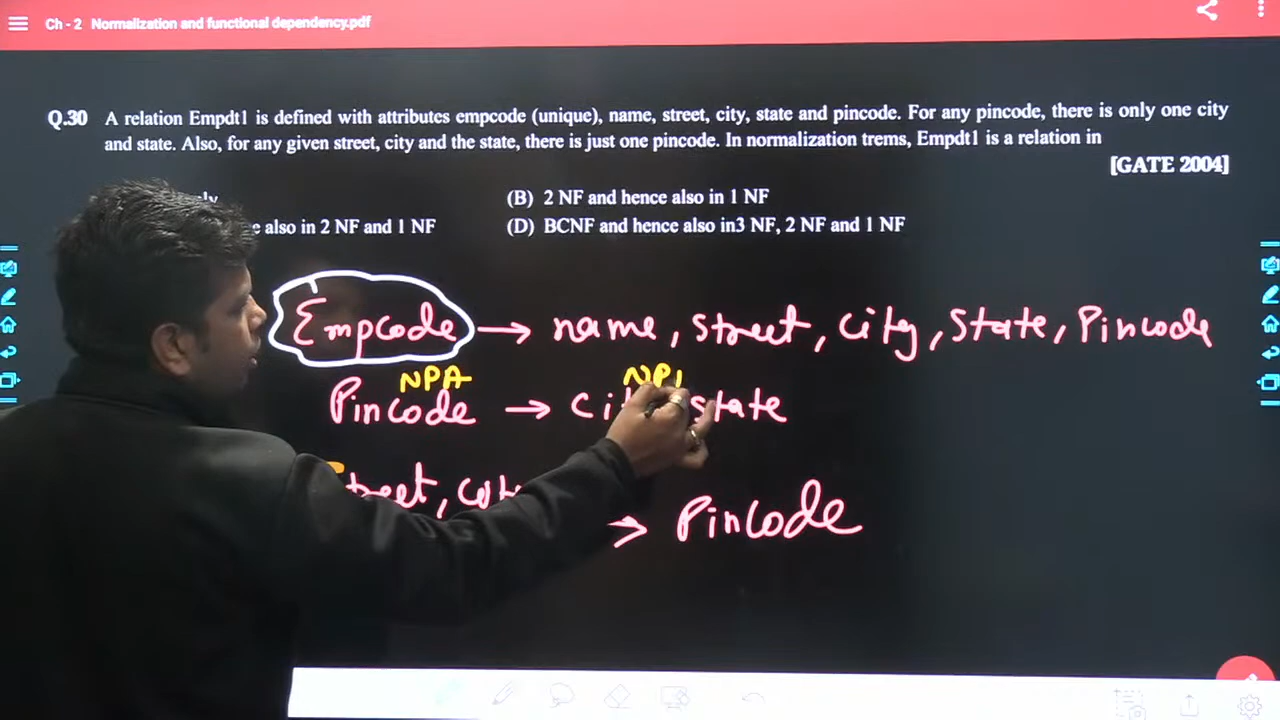 Ch - 2 Normalization and functional dependency.pdf
Q.30 A relation Empdt1 is defined with attributes empcode (unique), name, street, city, state and pincode. For any pincode, there is only one city
and state. Also, for any given street, city and the state, there is just one pincode. In normalization trems, Empdt1 is a relation in
[GATE 2004]
(B) 2 NF and hence also in 1 NF
also in 2 NF and 1 NF (D) BCNF and hence also in3 NF, 2 NF and 1 NF
Empcode → name, street, city, state, Pincode
NPA
Pincode → state
→ Pincode